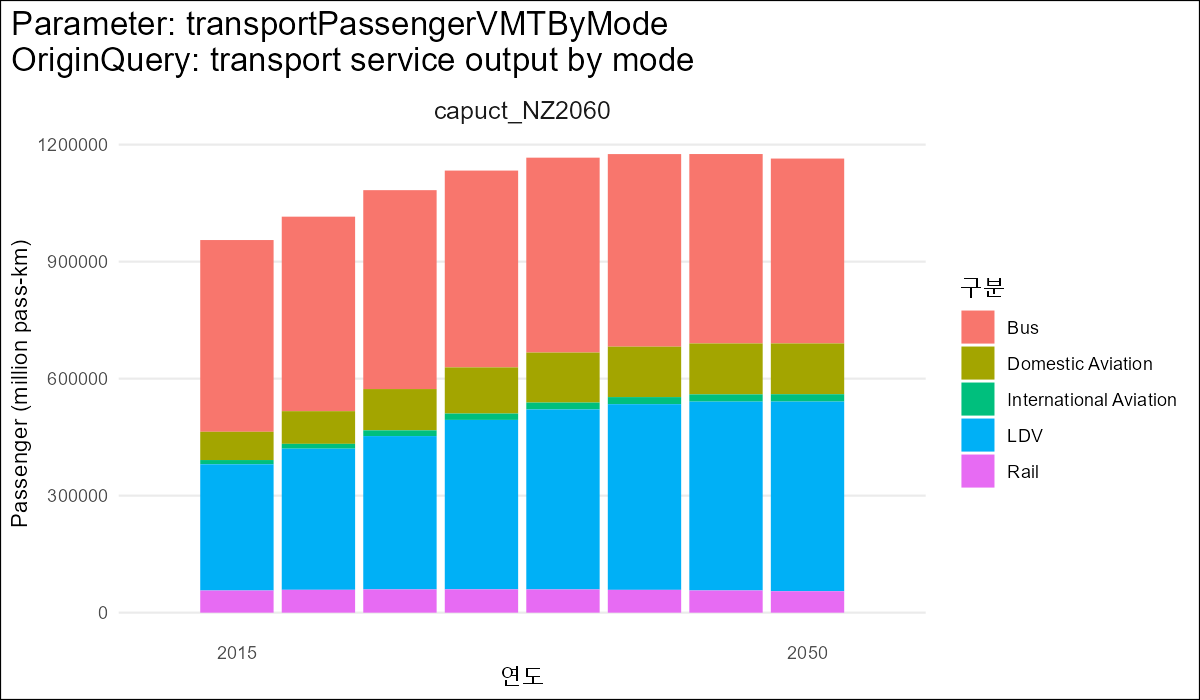 Parameter: transportPassengerVMTByMode
OriginQuery: transport service output by mode
capuct_NZ2060
Passenger (million pass-km)
1200000
900000
600000
300000
0
2015
2050
연도
구분
Bus
Domestic Aviation
International Aviation
LDV
Rail